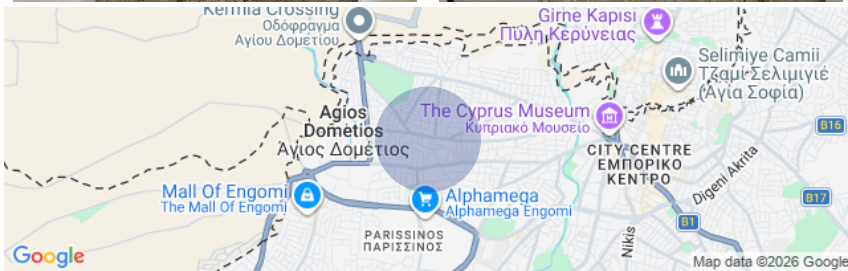 Kermia Crossing
Οδόφραγμα
Αγίου Δομετίου
Girne Kapısı
Πύλη Κερύνειας
Selimiye Camii
Τζαμί Σελιμιγιέ
(Αγία Σοφία)
Agios
Dometios
Άγιος Δομέτιος
The Cyprus Museum
Κυπριακό Μουσείο
B16
CITY CENTRE
ΕΜΠΟΡΙΚΟ
ΚΕΝΤΡΟ
Digeni Akrita
Mall Of Engomi
The Mall Of Engomi
Alphamega
Alphamega Engomi
B17
B1
PARISSINOS
ΠΑΡΙΣΣΙΝΟΣ
Nikis
Google
Map data ©2026 Google